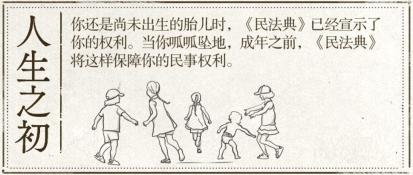 人生之初
你还是尚未出生的胎儿时，《民法典》已经宣示了
你的权利。当你呱呱坠地，成年之前，《民法典》
将这样保障你的民事权利。